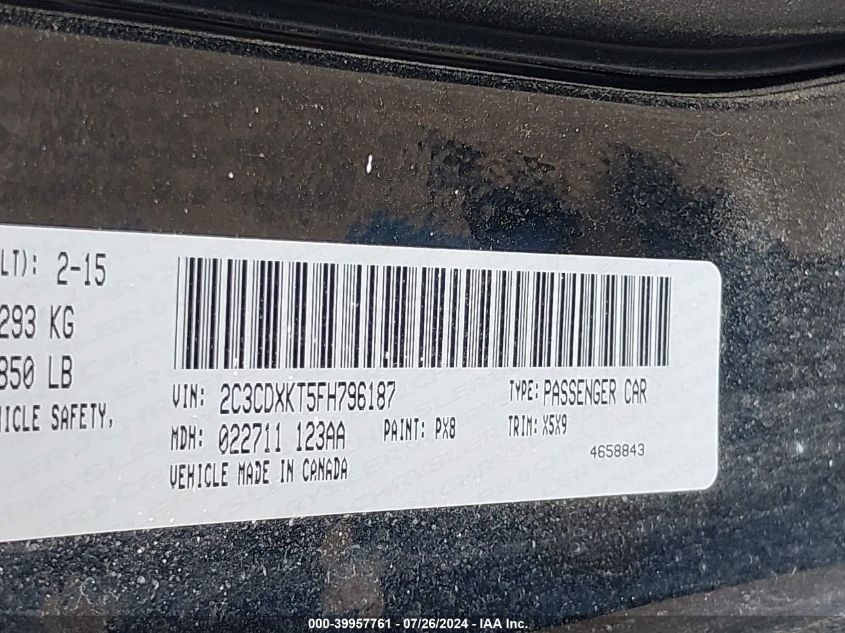 LT): 2-15
293 KG
850 LB
HICLE SAFETY,
VIN: 2C3CDXKT5FH796187
TYPE: PASSENGER CAR
MDH: 022711 123AA
PAINT: PX8
TRIM: X5X9
VEHICLE MADE IN CANADA
4658843
000-39957761 - 07/26/2024 - IAA Inc.